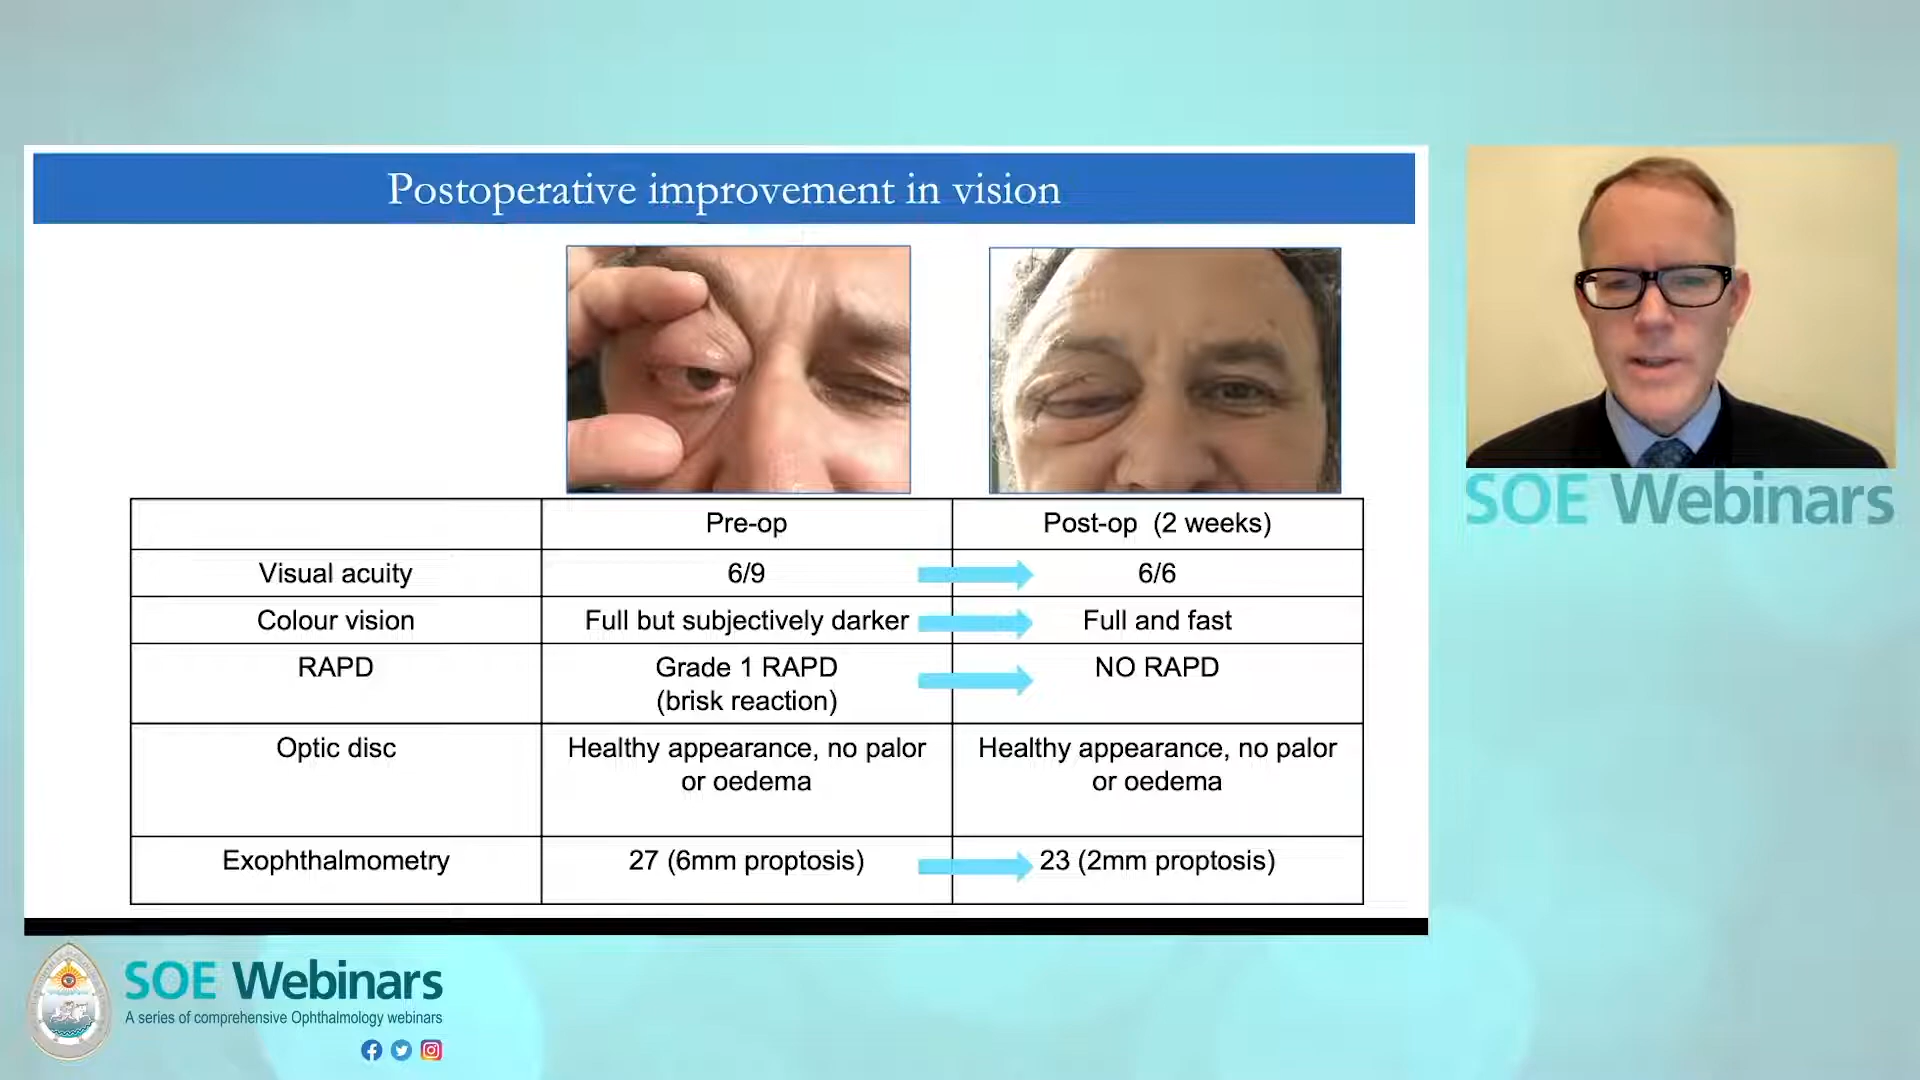 Postoperative improvement in vision
Pre-op
Post-op (2 weeks)
Visual acuity
6/9
6/6
Colour vision
Full but subjectively darker
Full and fast
RAPD
Grade 1 RAPD
(brisk reaction)
NO RAPD
Optic disc
Healthy appearance, no palor
or oedema
Healthy appearance, no palor
or oedema
Exophthalmometry
27 (6mm proptosis)
23 (2mm proptosis)
SOE Webinars
SOE Webinars
A series of comprehensive Ophthalmology webinars